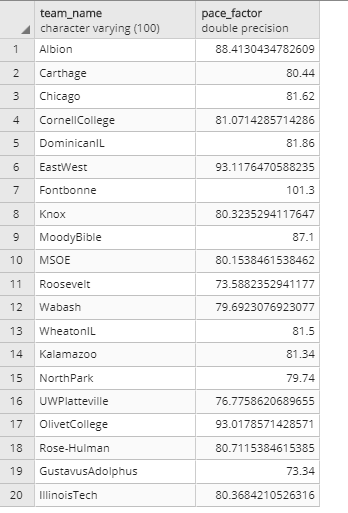 team_name pace_factor
character varying (100) double precision
1 Albion 88.4130434782609
2 Carthage 80.44
3 Chicago 81.62
4 CornellCollege 81.0714285714286
5 DominicanIL 81.86
6 EastWest 93.1176470588235
7 Fontbonne 101.3
8 Knox 80.3235294117647
9 MoodyBible 87.1
10 MSOE 80.1538461538462
11 Roosevelt 73.5882352941177
12 Wabash 79.6923076923077
13 WheatonIL 81.5
14 Kalamazoo 81.34
15 NorthPark 79.74
16 UWPlatteville 76.7758620689655
17 OlivetCollege 93.0178571428571
18 Rose-Hulman 80.7115384615385
19 GustavusAdolphus 73.34
20 IllinoisTech 80.3684210526316